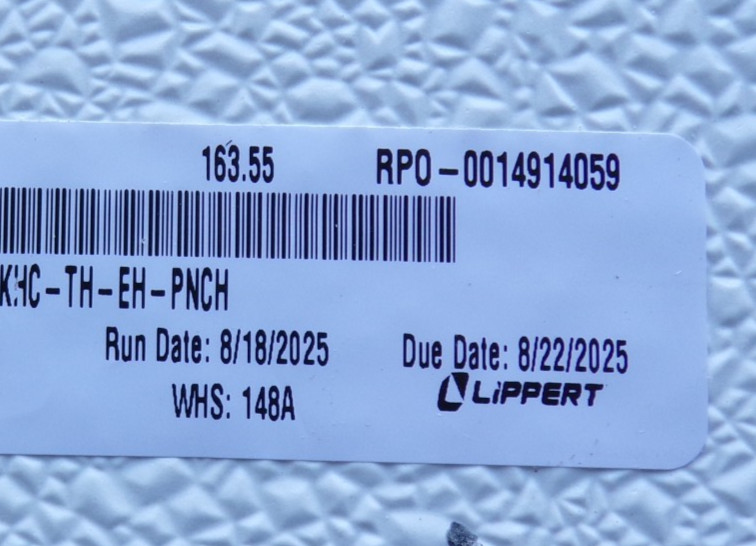 163.55 RPO-0014914059
KHC-TH-EH-PNCH
Run Date: 8/18/2025 Due Date: 8/22/2025
WHS: 148A LIPPERT